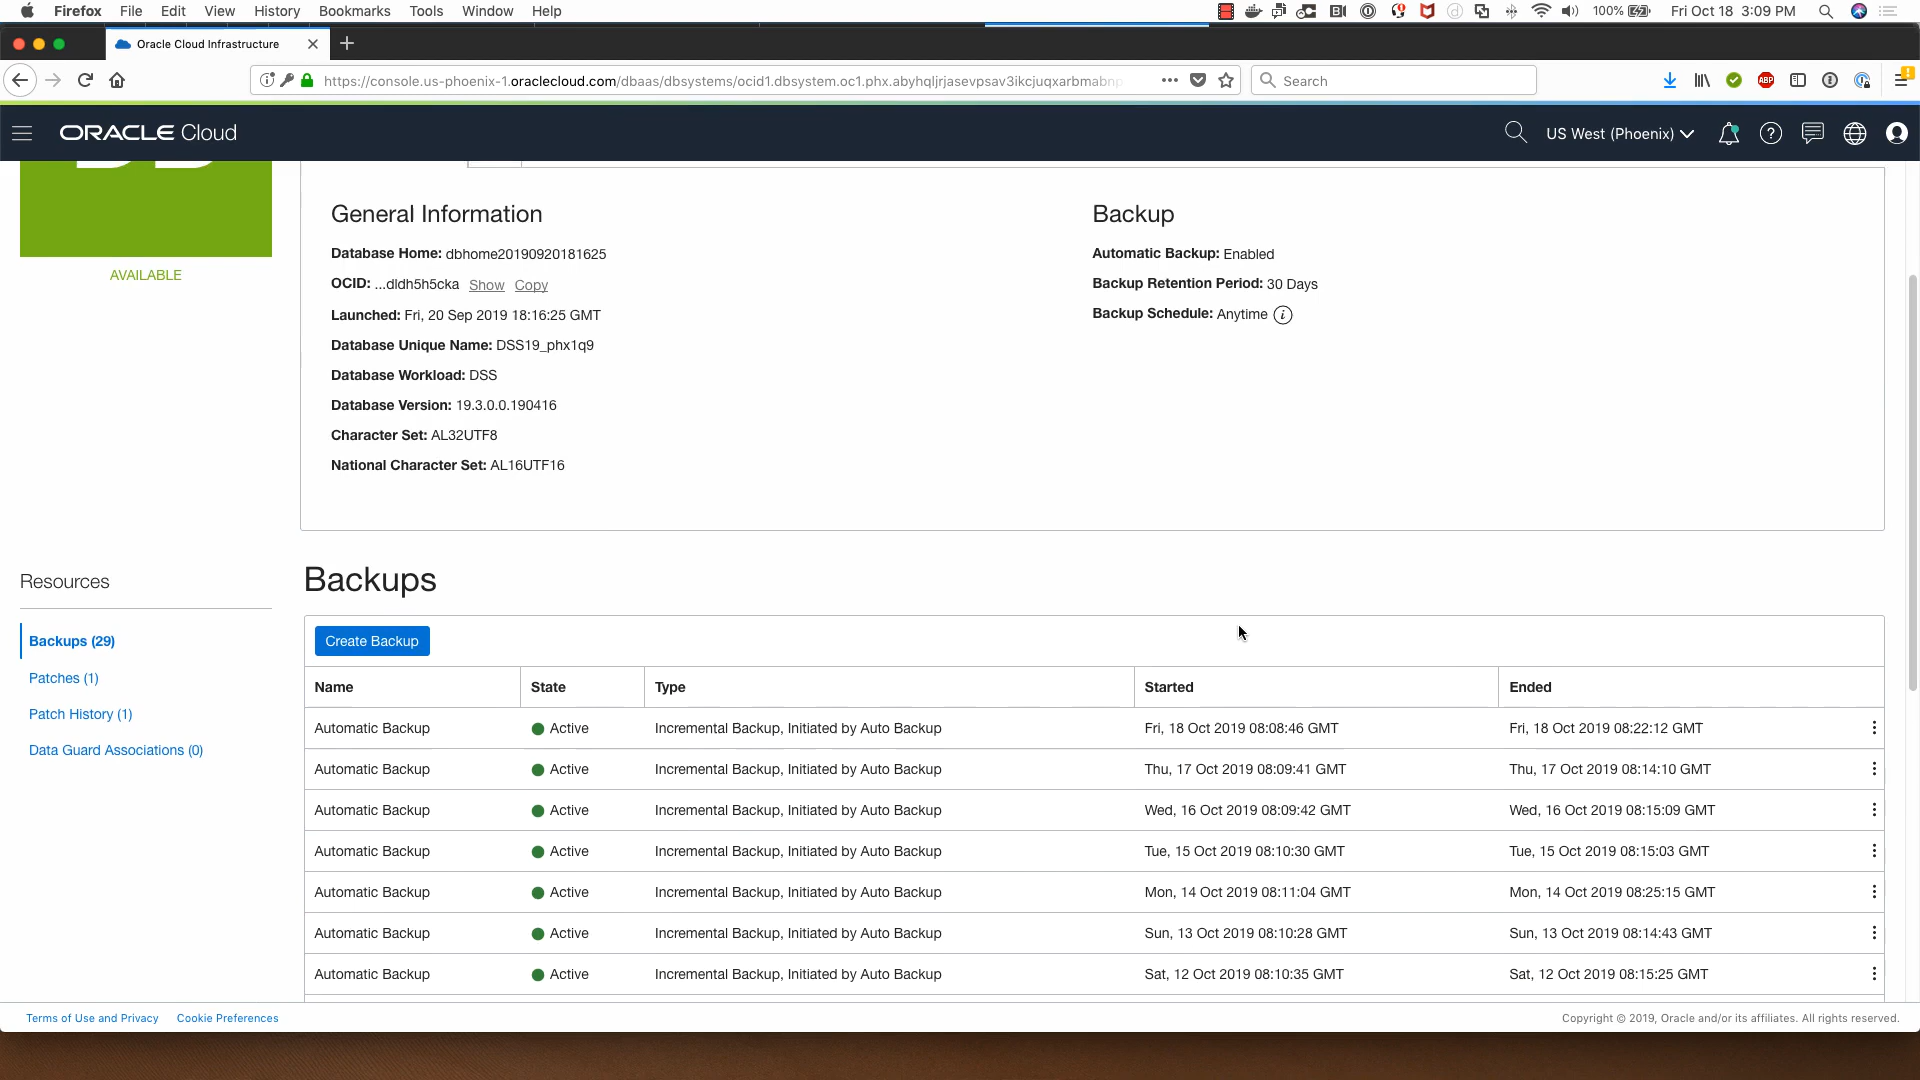 Firefox File Edit View History Bookmarks Tools Window Help 100% Fri Oct 18 3:09 PM
Oracle Cloud Infrastructure
https://console.us-phoenix-1.oraclecloud.com/dbaas/dbsystems/ocid1.dbsystem.oc1.phx.abyhqljrjasevpsav3ikcjuqxarbmabnp Search
ORACLE Cloud US West (Phoenix)
AVAILABLE
General Information
Database Home: dbhome20190920181625
OCID: ...dldh5h5cka Show Copy
Launched: Fri, 20 Sep 2019 18:16:25 GMT
Database Unique Name: DSS19_phx1q9
Database Workload: DSS
Database Version: 19.3.0.0.190416
Character Set: AL32UTF8
National Character Set: AL16UTF16
Backup
Automatic Backup: Enabled
Backup Retention Period: 30 Days
Backup Schedule: Anytime
Resources
Backups (29)
Patches (1)
Patch History (1)
Data Guard Associations (0)
Backups
Create Backup
Name State Type Started Ended
Automatic Backup Active Incremental Backup, Initiated by Auto Backup Fri, 18 Oct 2019 08:08:46 GMT Fri, 18 Oct 2019 08:22:12 GMT
Automatic Backup Active Incremental Backup, Initiated by Auto Backup Thu, 17 Oct 2019 08:09:41 GMT Thu, 17 Oct 2019 08:14:10 GMT
Automatic Backup Active Incremental Backup, Initiated by Auto Backup Wed, 16 Oct 2019 08:09:42 GMT Wed, 16 Oct 2019 08:15:09 GMT
Automatic Backup Active Incremental Backup, Initiated by Auto Backup Tue, 15 Oct 2019 08:10:30 GMT Tue, 15 Oct 2019 08:15:03 GMT
Automatic Backup Active Incremental Backup, Initiated by Auto Backup Mon, 14 Oct 2019 08:11:04 GMT Mon, 14 Oct 2019 08:25:15 GMT
Automatic Backup Active Incremental Backup, Initiated by Auto Backup Sun, 13 Oct 2019 08:10:28 GMT Sun, 13 Oct 2019 08:14:43 GMT
Automatic Backup Active Incremental Backup, Initiated by Auto Backup Sat, 12 Oct 2019 08:10:35 GMT Sat, 12 Oct 2019 08:15:25 GMT
Terms of Use and Privacy Cookie Preferences Copyright © 2019, Oracle and/or its affiliates. All rights reserved.